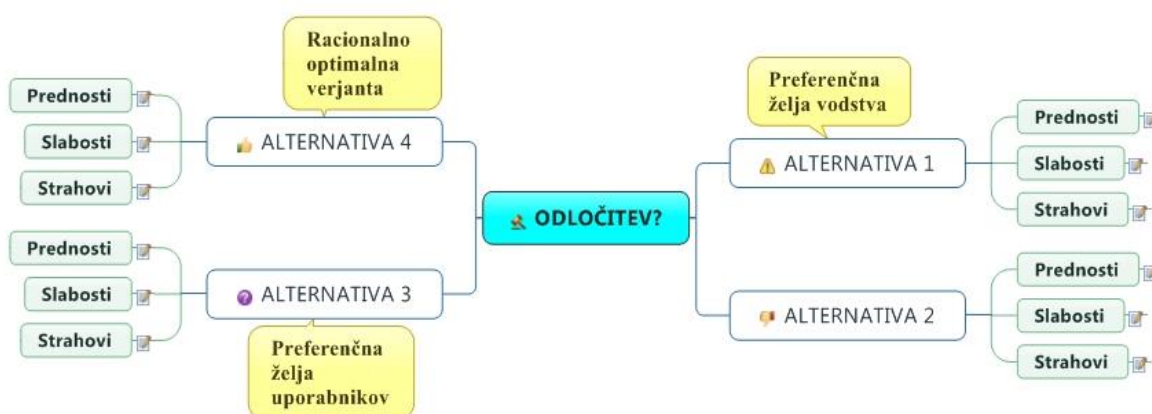 Racionalno
optimalna
verjanta
Prednosti
Slabosti
Strahovi
ALTERNATIVA 4
Prednosti
Slabosti
Strahovi
ALTERNATIVA 3
Preferenčna
želja
uporabnikov
ODLOČITEV?
Preferenčna
želja vodstva
ALTERNATIVA 1
Prednosti
Slabosti
Strahovi
ALTERNATIVA 2
Prednosti
Slabosti
Strahovi